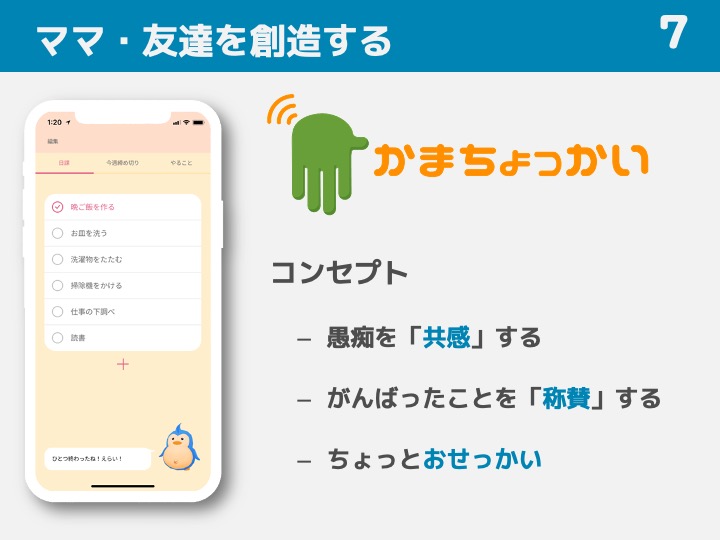 ママ・友達を創造する
7
1:20
編集
日課 今週締め切り やること
晩ご飯を作る
お皿を洗う
洗濯物をたたむ
掃除機をかける
仕事の下調べ
読書
ひとつ終わったね！えらい！
かまちょっかい
コンセプト
– 愚痴を「共感」する
– がんばったことを「称賛」する
– ちょっとおせっかい